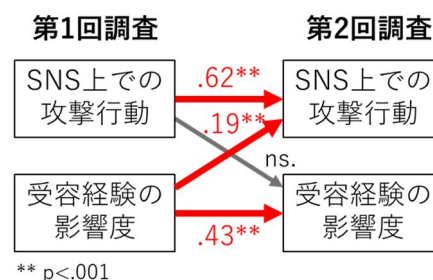 第1回調査
第2回調査
SNS上での
攻撃行動
.62**
SNS上での
攻撃行動
.19**
ns.
受容経験の
影響度
.43**
受容経験の
影響度
** p<.001